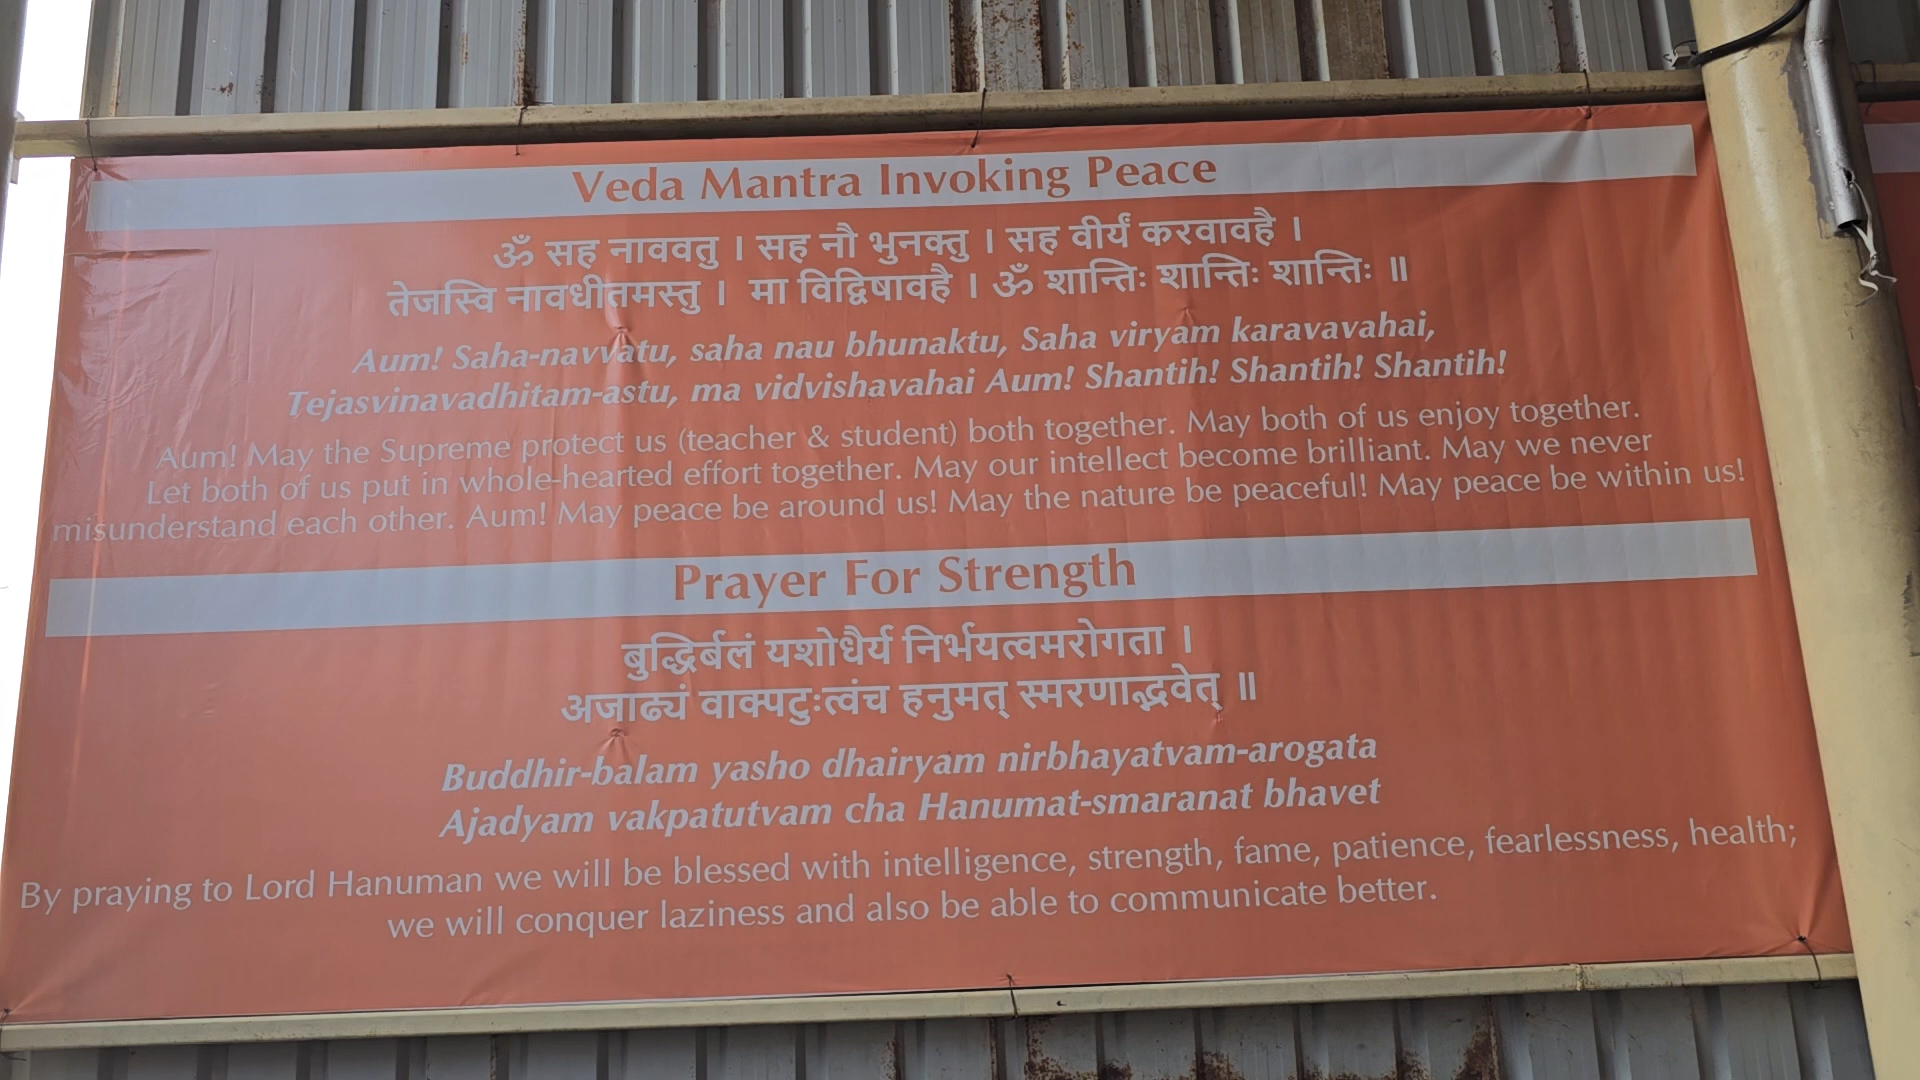 Veda Mantra Invoking Peace
ॐ सह नाववतु । सह नौ भुनक्तु । सह वीर्यं करवावहै ।
तेजस्वि नावधीतमस्तु । मा विद्विषावहै । ॐ शान्तिः शान्तिः शान्तिः ॥
Aum! Saha-navvatu, saha nau bhunaktu, Saha viryam karavavahai,
Tejasvinavadhitam-astu, ma vidvishavahai Aum! Shantih! Shantih! Shantih!
Aum! May the Supreme protect us (teacher & student) both together. May both of us enjoy together.
Let both of us put in whole-hearted effort together. May our intellect become brilliant. May we never
misunderstand each other. Aum! May peace be around us! May the nature be peaceful! May peace be within us!
Prayer For Strength
बुद्धिर्बलं यशोधैर्य निर्भयत्वमरोगता ।
अजाढ्यं वाक्पटुःत्वंच हनुमत् स्मरणाद्भवेत् ॥
Buddhir-balam yasho dhairyam nirbhayatvam-arogata
Ajadyam vakpatutvam cha Hanumat-smaranat bhavet
By praying to Lord Hanuman we will be blessed with intelligence, strength, fame, patience, fearlessness, health;
we will conquer laziness and also be able to communicate better.